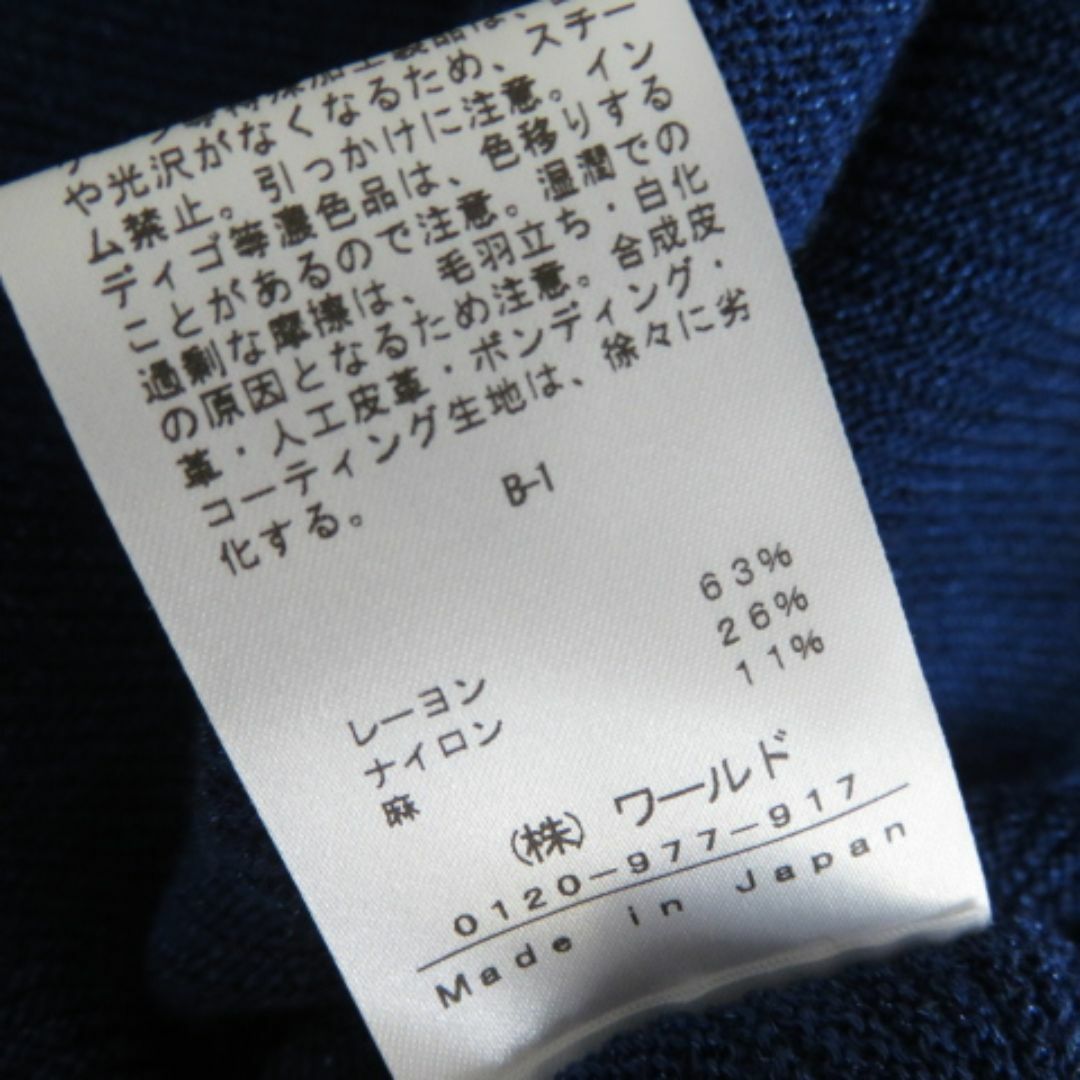 や光沢がなくなるため、スチー
ム禁止。引っかけに注意。イン
ディゴ等濃色品は、色移りする
ことがあるので注意。湿潤での
過剰な摩擦は、毛羽立ち・白化
の原因となるため注意。合成皮
革・人工皮革・ボンディング・
コーティング生地は、徐々に劣
化する。
B-1
レーヨン 63%
ナイロン 26%
麻 11%
(株) ワールド
0120-977-917
Made in Japan